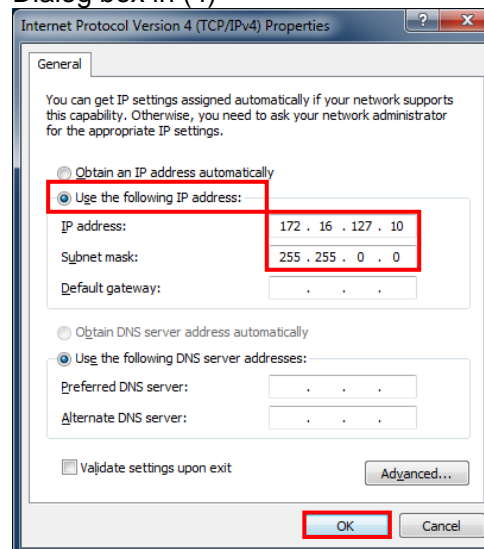 Dialog box in (4)
Internet Protocol Version 4 (TCP/IPv4) Properties
General
You can get IP settings assigned automatically if your network supports
this capability. Otherwise, you need to ask your network administrator
for the appropriate IP settings.
Obtain an IP address automatically
Use the following IP address:
IP address: 172 . 16 . 127 . 10
Subnet mask: 255 . 255 . 0 . 0
Default gateway: . . .
Obtain DNS server address automatically
Use the following DNS server addresses:
Preferred DNS server: . . .
Alternate DNS server: . . .
Validate settings upon exit
Advanced...
OK Cancel